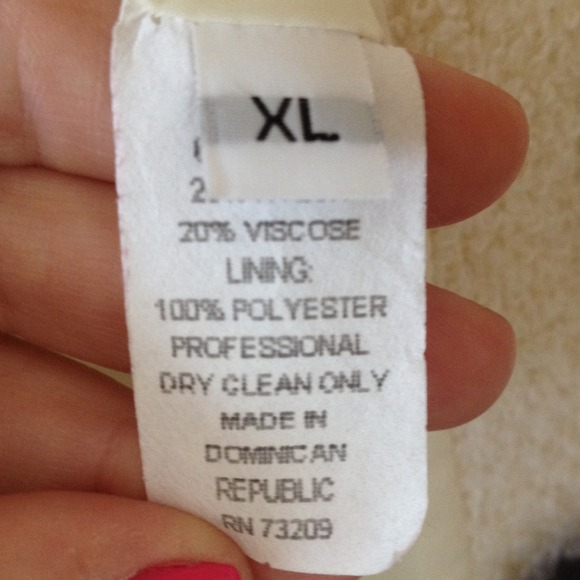 XL
20% VISCOSE
LINING:
100% POLYESTER
PROFESSIONAL
DRY CLEAN ONLY
MADE IN
DOMINICAN
REPUBLIC
RN 73209